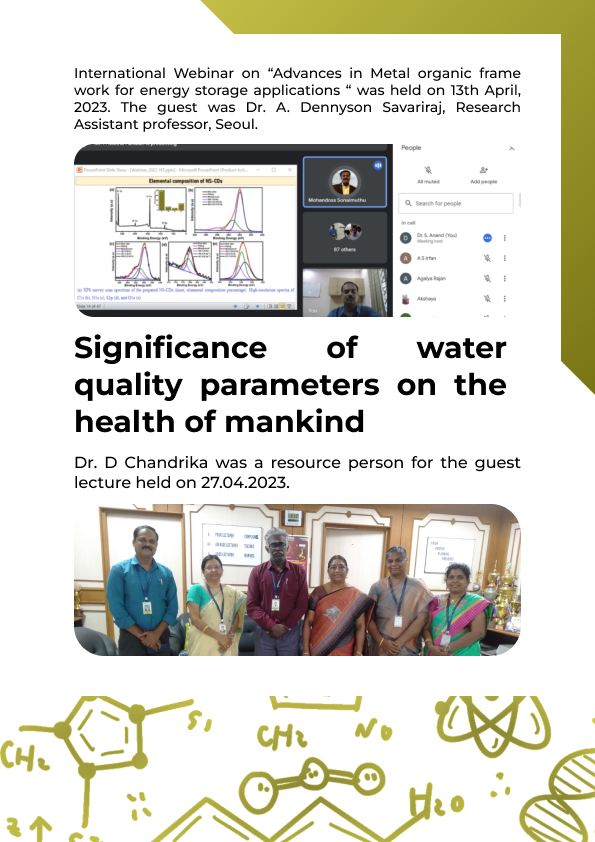 International Webinar on “Advances in Metal organic frame
work for energy storage applications “ was held on 13th April,
2023. The guest was Dr. A. Dennyson Savariraj, Research
Assistant professor, Seoul.
Elemental composition of NS-CDs
Mohandoss Sonaimuthu
87 others
You
People
All muted
Add people
Search for people
In call
Dr. S. Anand (You)
Meeting host
A S Irfan
Agalya Rajan
Akshaya
Significance of water
quality parameters on the
health of mankind
Dr. D Chandrika was a resource person for the guest
lecture held on 27.04.2023.
CH2
S1
CH2
No
H2O